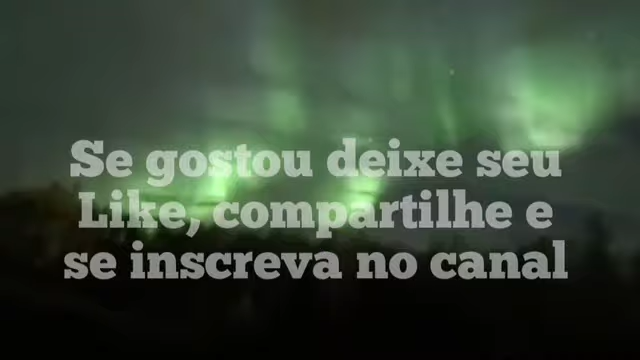 Se gostou deixe seu
Like, compartilhe e
se inscreva no canal